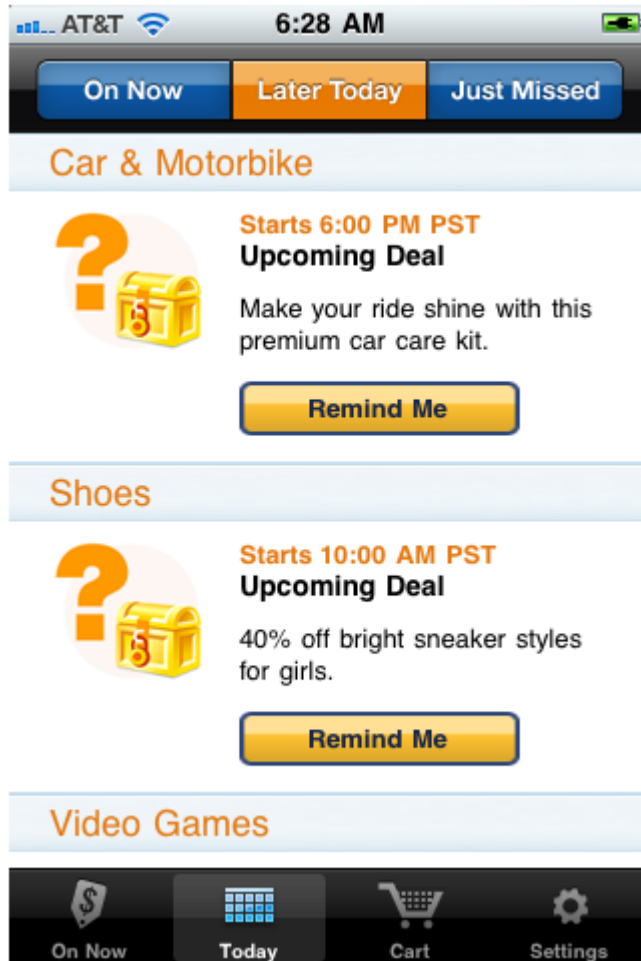 AT&T 6:28 AM
On Now Later Today Just Missed
Car & Motorbike
Starts 6:00 PM PST
Upcoming Deal
Make your ride shine with this
premium car care kit.
Remind Me
Shoes
Starts 10:00 AM PST
Upcoming Deal
40% off bright sneaker styles
for girls.
Remind Me
Video Games
On Now Today Cart Settings